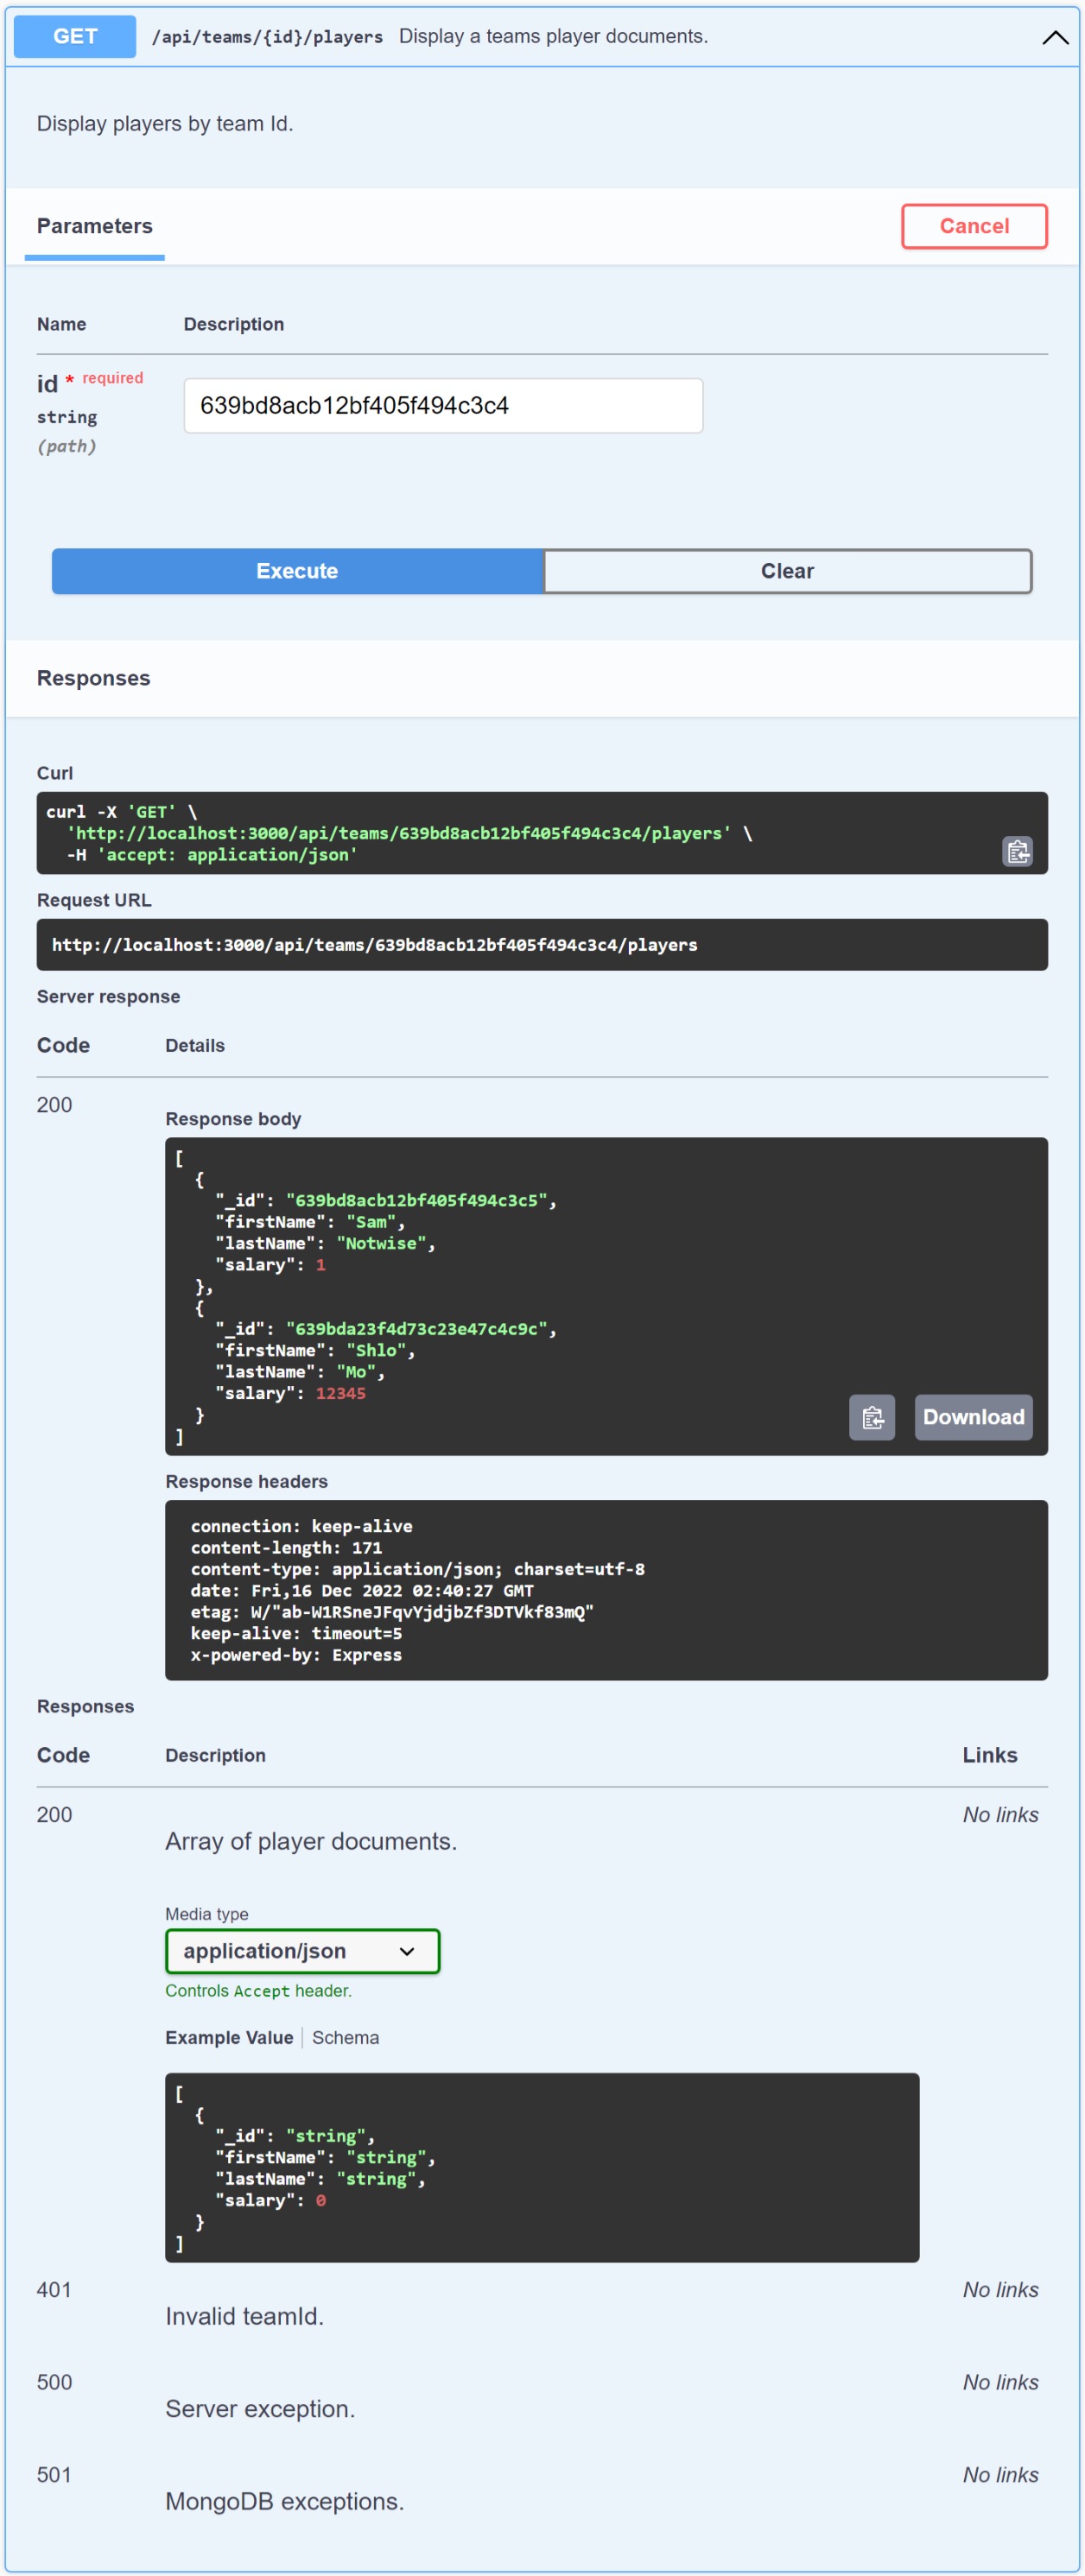 GET /api/teams/{id}/players Display a teams player documents.
Display players by team Id.
Parameters
Cancel
Name Description
id * required
string
(path)
639bd8acb12bf405f494c3c4
Execute Clear
Responses
Curl
curl -X 'GET' \
  'http://localhost:3000/api/teams/639bd8acb12bf405f494c3c4/players' \
  -H 'accept: application/json'
Request URL
http://localhost:3000/api/teams/639bd8acb12bf405f494c3c4/players
Server response
Code Details
200
Response body
[
  {
    "_id": "639bd8acb12bf405f494c3c5",
    "firstName": "Sam",
    "lastName": "Notwise",
    "salary": 1
  },
  {
    "_id": "639bda23f4d73c23e47c4c9c",
    "firstName": "Shlo",
    "lastName": "Mo",
    "salary": 12345
  }
]
Download
Response headers
connection: keep-alive
content-length: 171
content-type: application/json; charset=utf-8
date: Fri,16 Dec 2022 02:40:27 GMT
etag: W/"ab-W1RSneJFqvYjdjbZf3DTVkf83mQ"
keep-alive: timeout=5
x-powered-by: Express
Responses
Code Description Links
200 No links
Array of player documents.
Media type
application/json
Controls Accept header.
Example Value Schema
[
  {
    "_id": "string",
    "firstName": "string",
    "lastName": "string",
    "salary": 0
  }
]
401 No links
Invalid teamId.
500 No links
Server exception.
501 No links
MongoDB exceptions.